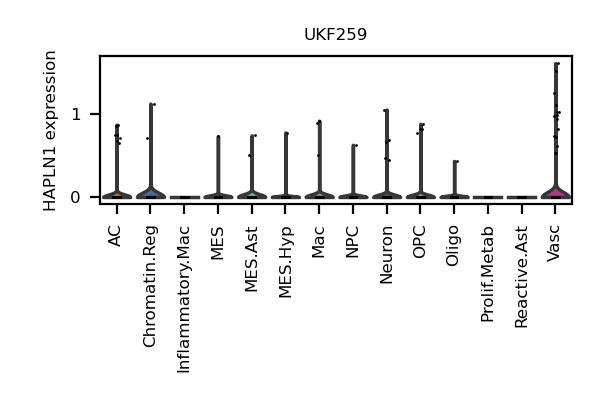 UKF259
HAPLN1 expression
1
0
AC
Chromatin.Reg
Inflammatory.Mac
MES
MES.Ast
MES.Hyp
Mac
NPC
Neuron
OPC
Oligo
Prolif.Metab
Reactive.Ast
Vasc